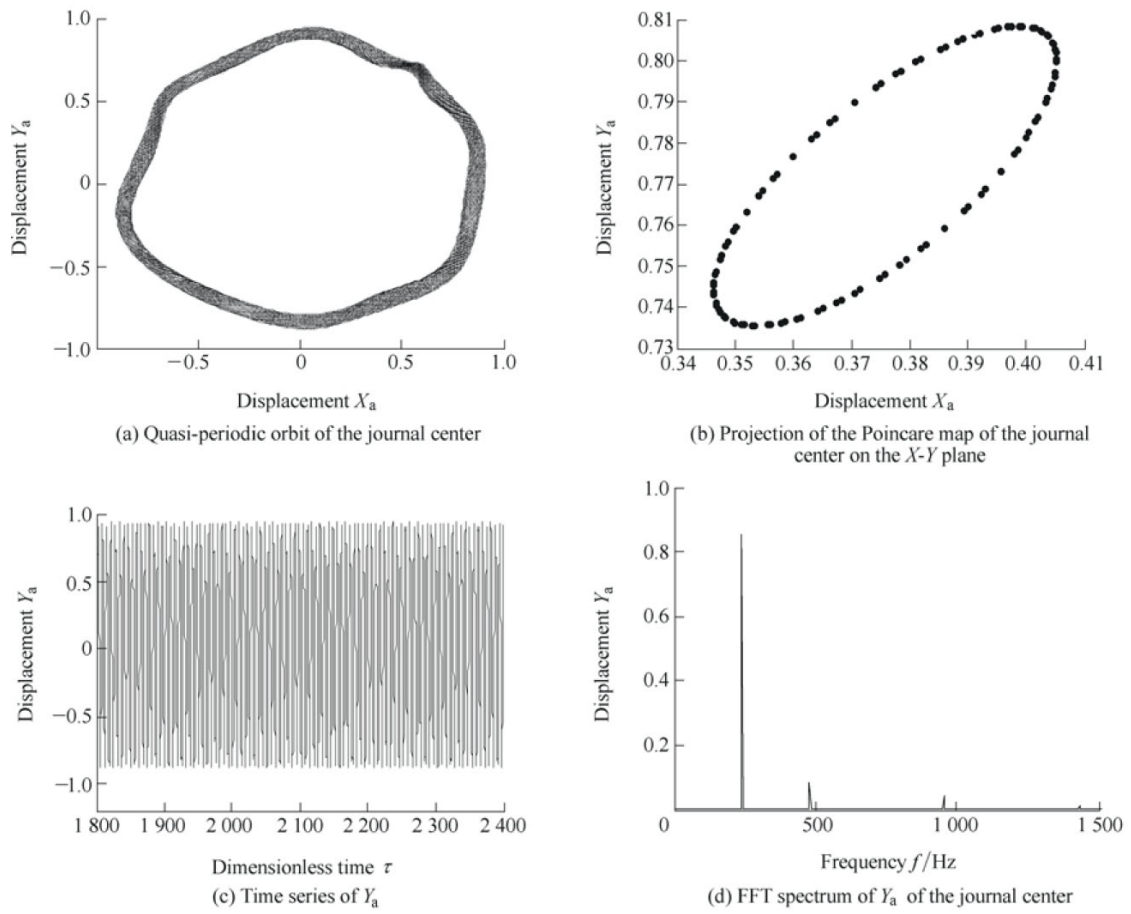 1.0
0.5
0
−0.5
−1.0
Displacement Ya
−0.5 0 0.5 1.0
Displacement Xa
(a) Quasi-periodic orbit of the journal center
0.81
0.80
0.79
0.78
0.77
0.76
0.75
0.74
0.73
Displacement Ya
0.34 0.35 0.36 0.37 0.38 0.39 0.40 0.41
Displacement Xa
(b) Projection of the Poincare map of the journal
center on the X-Y plane
1.0
0.5
0
−0.5
−1.0
Displacement Ya
1 800 1 900 2 000 2 100 2 200 2 300 2 400
Dimensionless time τ
(c) Time series of Ya
1.0
0.8
0.6
0.4
0.2
Displacement Ya
0 500 1 000 1 500
Frequency f/Hz
(d) FFT spectrum of Ya of the journal center